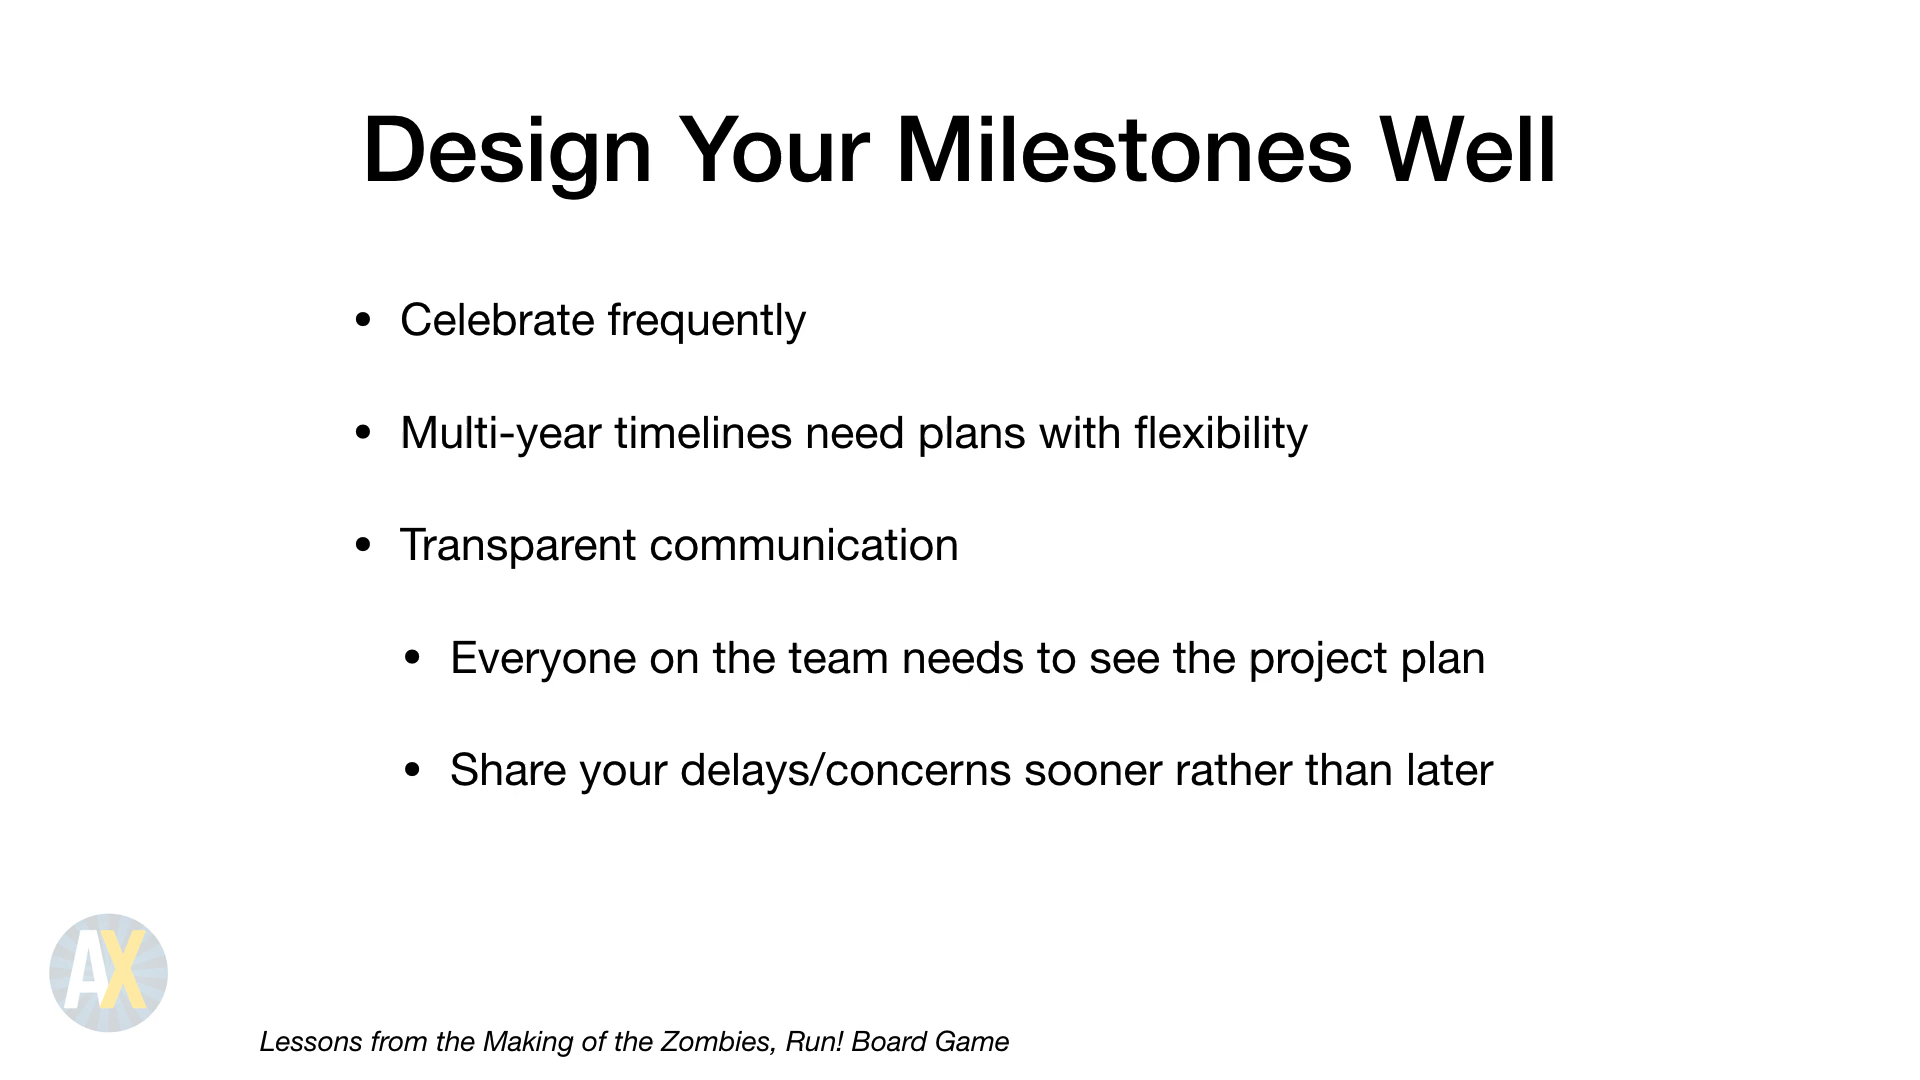 Design Your Milestones Well
• Celebrate frequently
• Multi-year timelines need plans with flexibility
• Transparent communication
• Everyone on the team needs to see the project plan
• Share your delays/concerns sooner rather than later
AX
Lessons from the Making of the Zombies, Run! Board Game